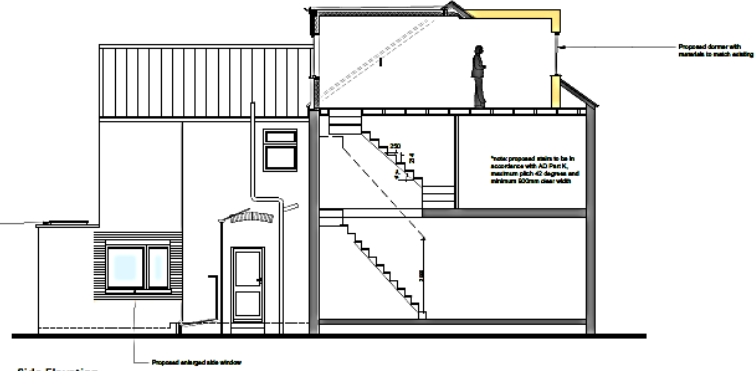 Proposed dormer with
materials to match existing
250
214
*note: proposed stairs to be in
accordance with AD Part K,
maximum pitch 42 degrees and
minimum 800mm clear width
Proposed enlarged side window
Side Elevation